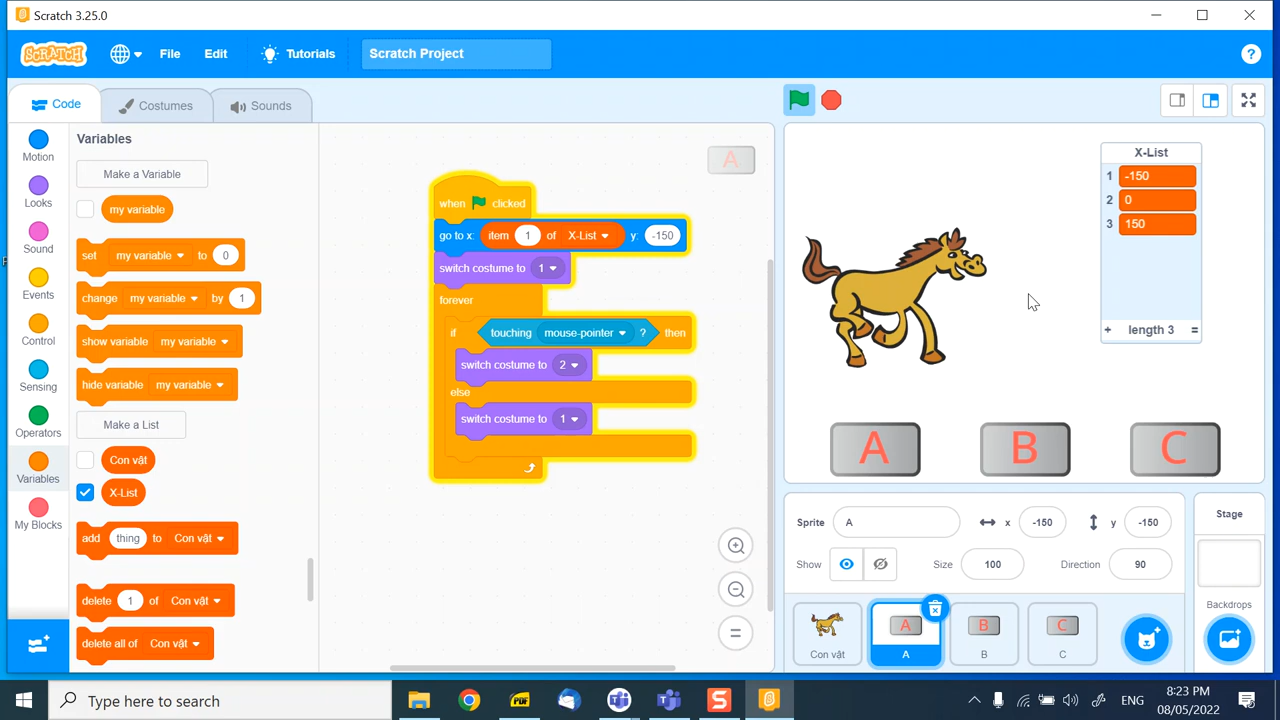 Scratch 3.25.0
SCRATCH File Edit Tutorials Scratch Project ?
Code Costumes Sounds
Motion
Looks
Sound
Events
Control
Sensing
Operators
Variables
My Blocks
Variables
Make a Variable
my variable
set my variable to 0
change my variable by 1
show variable my variable
hide variable my variable
Make a List
Con vật
X-List
add thing to Con vật
delete 1 of Con vật
delete all of Con vật
A
when clicked
go to x: item 1 of X-List y: -150
switch costume to 1
forever
if touching mouse-pointer ? then
switch costume to 2
else
switch costume to 1
X-List
1 -150
2 0
3 150
+ length 3 =
A B C
Sprite A x -150 y -150
Show Size 100 Direction 90
A B C
Con vật A B C
Stage
Backdrops
Type here to search
PDF
S
ENG
8:23 PM
08/05/2022